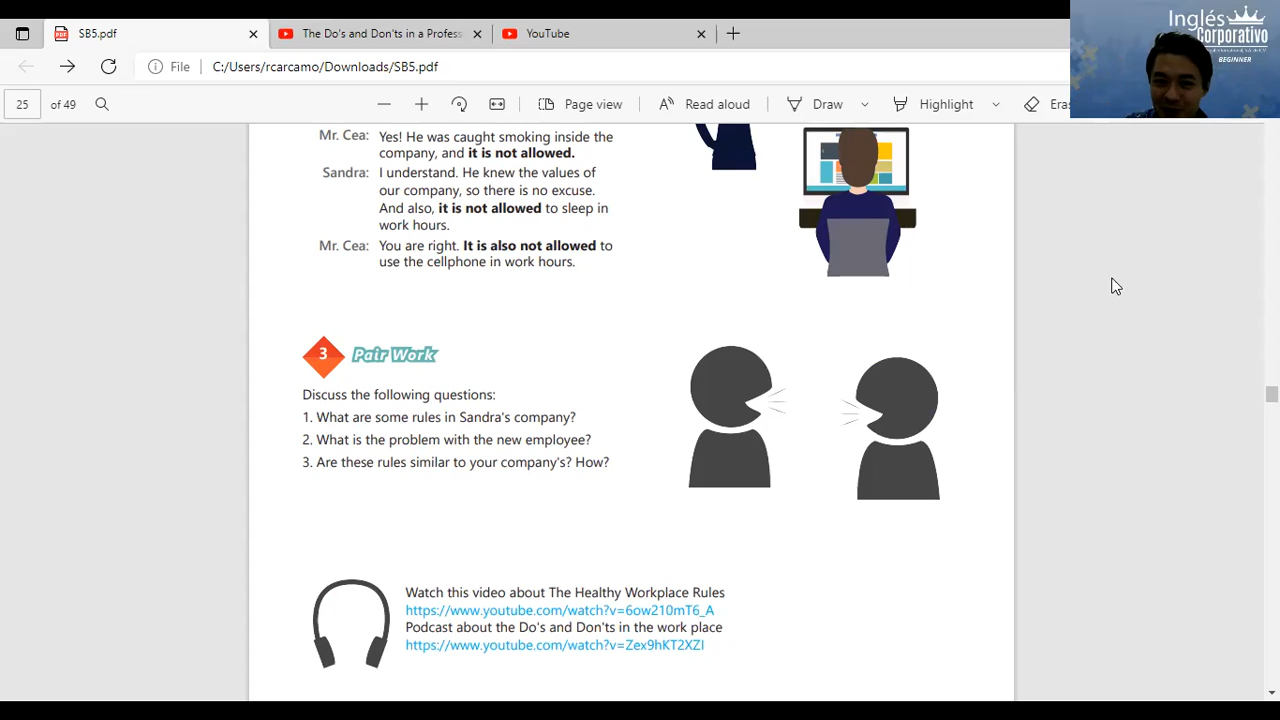 SB5.pdf
The Do's and Don'ts in a Profess
YouTube
Inglés
Corporativo
BEGINNER
File
C:/Users/rcarcamo/Downloads/SB5.pdf
25 of 49
Page view
Read aloud
Draw
Highlight
Eras
Mr. Cea: Yes! He was caught smoking inside the
company, and it is not allowed.
Sandra: I understand. He knew the values of
our company, so there is no excuse.
And also, it is not allowed to sleep in
work hours.
Mr. Cea: You are right. It is also not allowed to
use the cellphone in work hours.
3 Pair Work
Discuss the following questions:
1. What are some rules in Sandra's company?
2. What is the problem with the new employee?
3. Are these rules similar to your company's? How?
Watch this video about The Healthy Workplace Rules
https://www.youtube.com/watch?v=6ow210mT6_A
Podcast about the Do's and Don'ts in the work place
https://www.youtube.com/watch?v=Zex9hKT2XZI